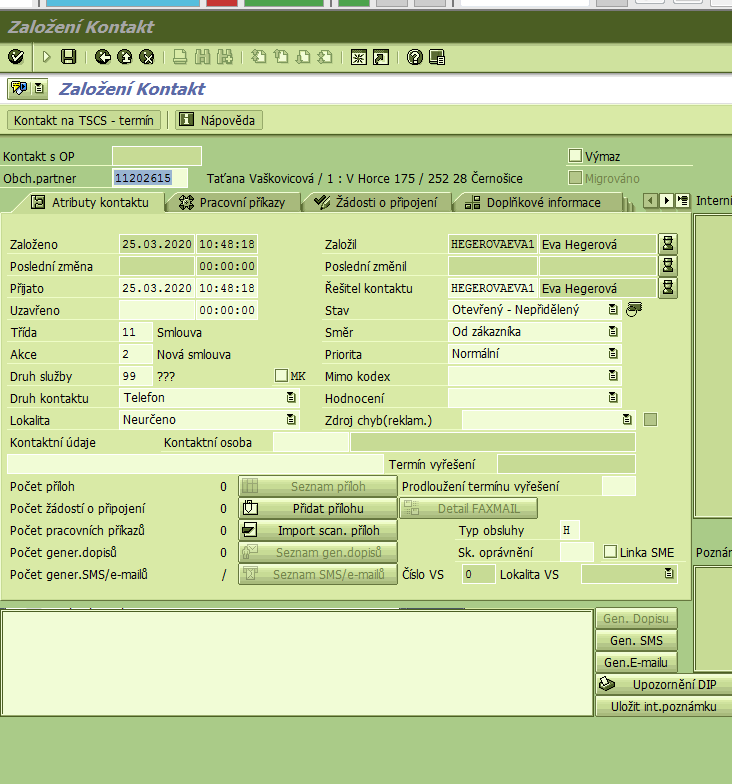 Založení Kontakt
Založení Kontakt
Kontakt na TSCS - termín Nápověda
Kontakt s OP Výmaz
Obch.partner 11202615 Taťana Vaškovicová / 1 : V Horce 175 / 252 28 Černošice Migrováno
Atributy kontaktu Pracovní příkazy Žádosti o připojení Doplňkové informace Interní
Založeno 25.03.2020 10:48:18 Založil HEGEROVAEVA1 Eva Hegerová
Poslední změna 00:00:00 Poslední změnil
Přijato 25.03.2020 10:48:18 Řešitel kontaktu HEGEROVAEVA1 Eva Hegerová
Uzavřeno 00:00:00 Stav Otevřený - Nepřidělený
Třída 11 Smlouva Směr Od zákazníka
Akce 2 Nová smlouva Priorita Normální
Druh služby 99 ??? MK Mimo kodex
Druh kontaktu Telefon Hodnocení
Lokalita Neurčeno Zdroj chyb(reklam.)
Kontaktní údaje Kontaktní osoba
Termín vyřešení
Počet příloh 0 Seznam příloh Prodloužení termínu vyřešení
Počet žádostí o připojení 0 Přidat přílohu Detail FAXMAIL
Počet pracovních příkazů 0 Import scan. příloh Typ obsluhy H
Počet gener.dopisů 0 Seznam gen.dopisů Sk. oprávnění Linka SME Poznám
Počet gener.SMS/e-mailů / Seznam SMS/e-mailů Číslo VS 0 Lokalita VS
Gen. Dopisu
Gen. SMS
Gen.E-mailu
Upozornění DIP
Uložit int.poznámku